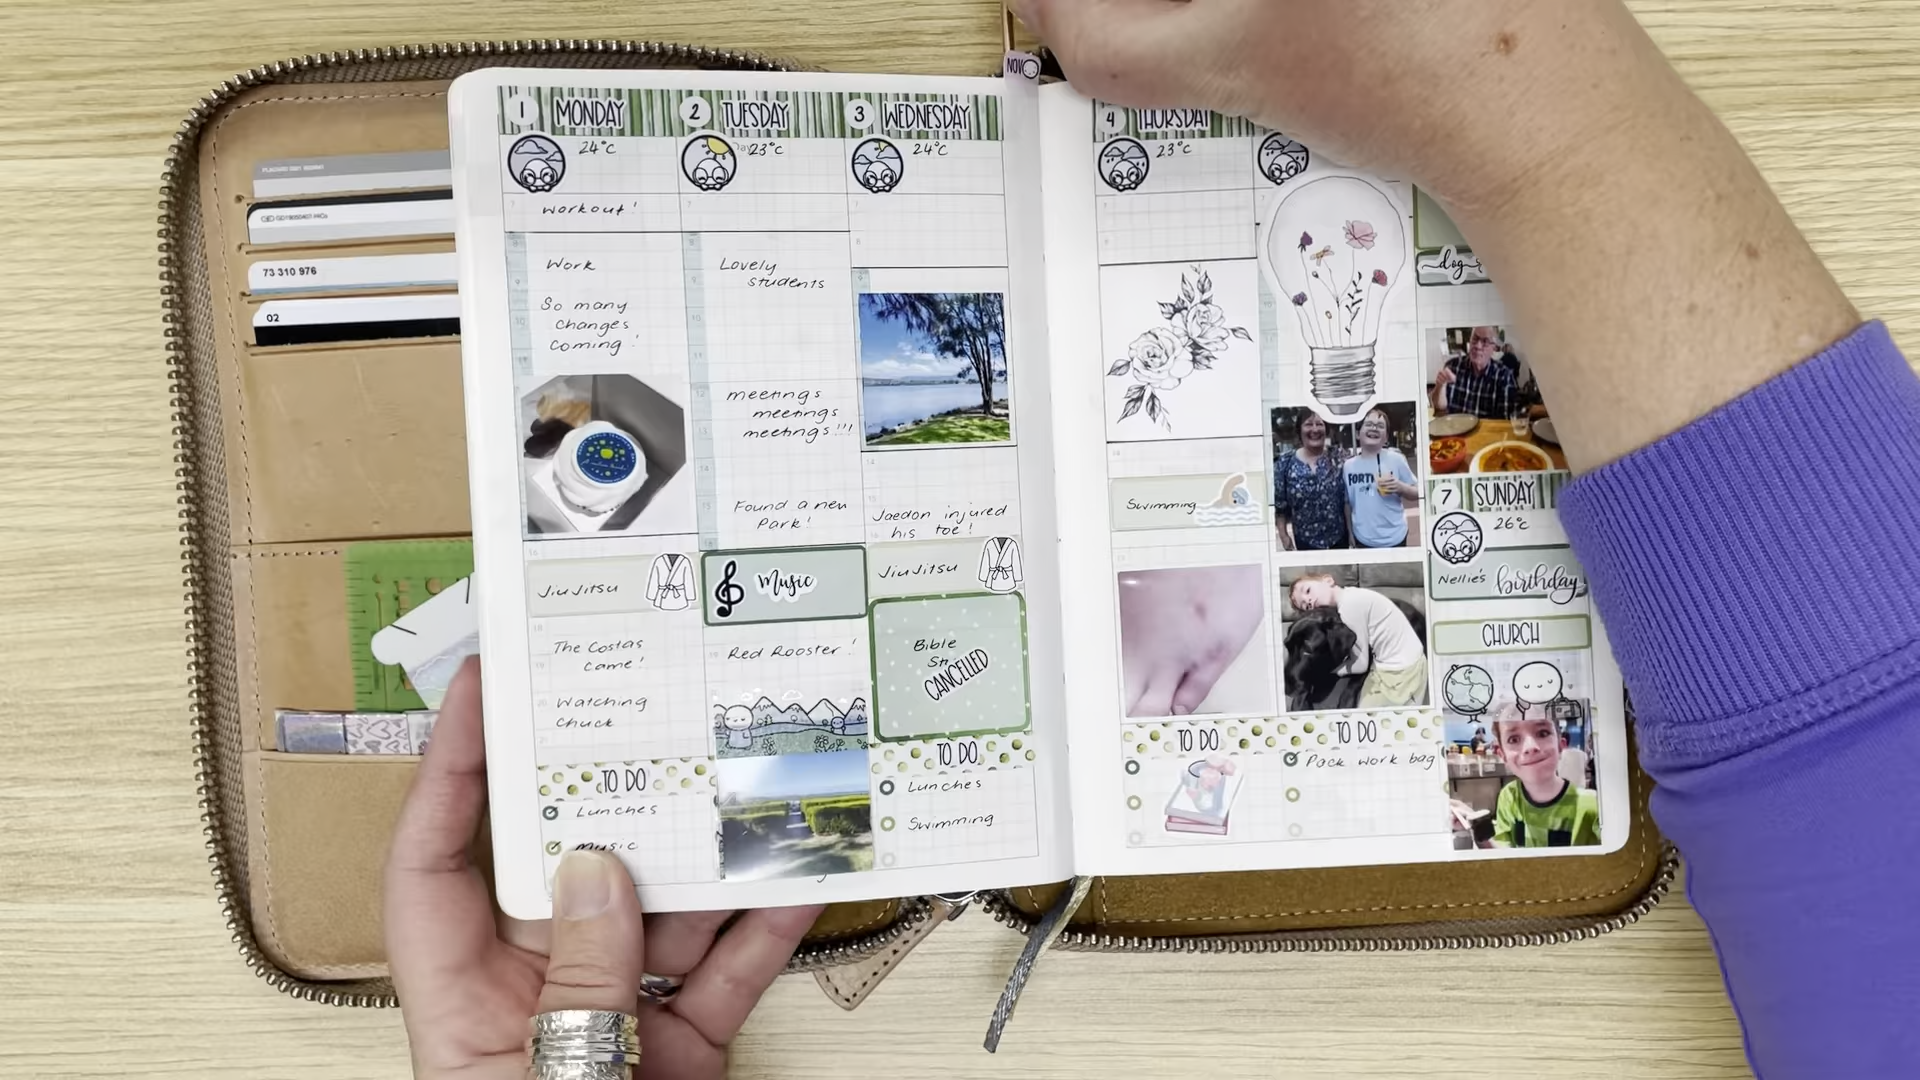 NOV
1 MONDAY
24°C
workout!
Work
So many
changes
coming!
JiuJitsu
The Costas
came!
Watching
Chuck
TO DO
Lunches
music
2 TUESDAY
23°C
Lovely
students
meetings
meetings
meetings!!!
Found a new
Park!
Music
Red Rooster!
3 WEDNESDAY
24°C
Jaedon injured
his toe!
JiuJitsu
Bible
CANCELLED
TO DO
Lunches
Swimming
4 THURSDAY
23°C
Swimming
TO DO
TO DO
Pack work bag
dog
7 SUNDAY
26°C
Nellie's birthday
CHURCH
73 310 976
02